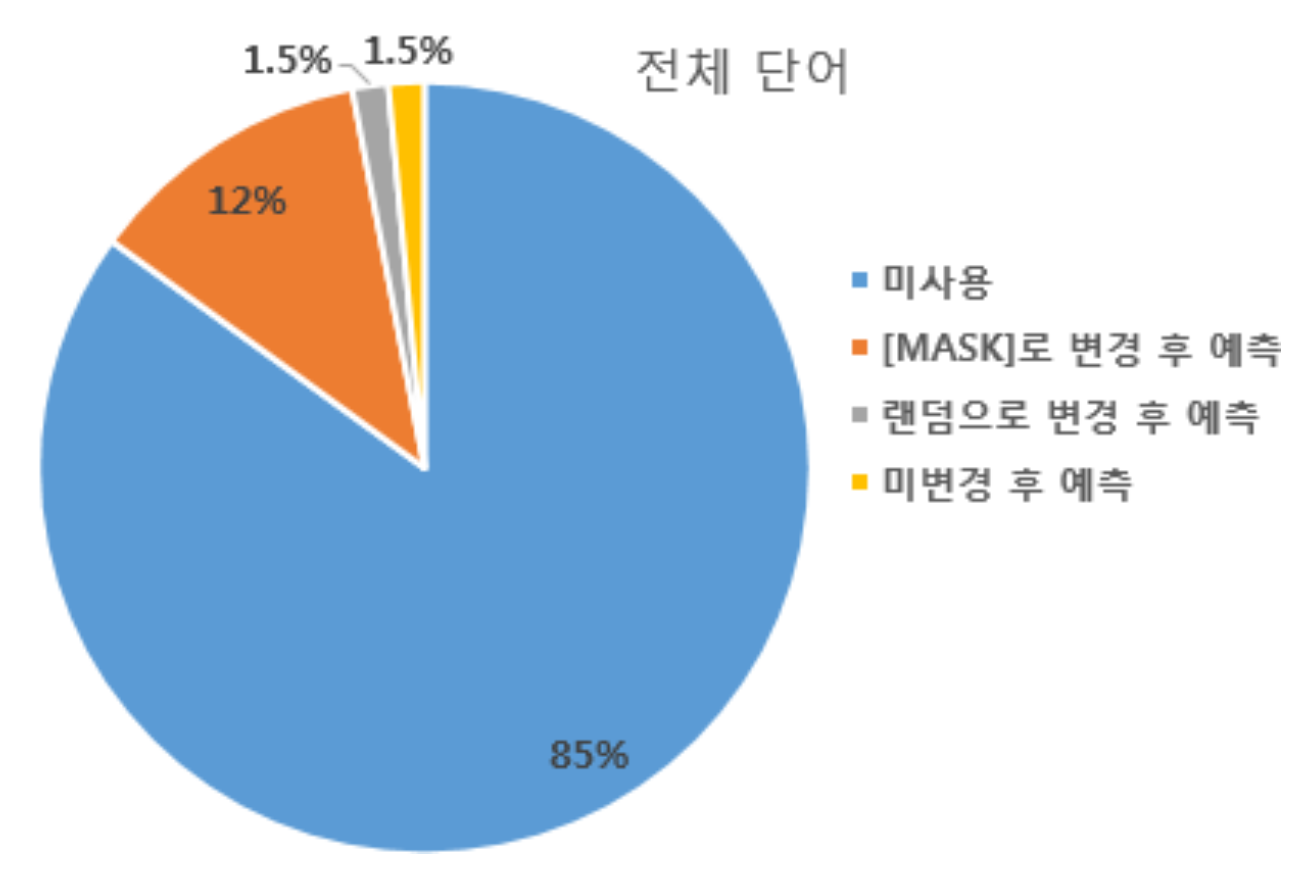 전체 단어
1.5%
1.5%
12%
85%
미사용
[MASK]로 변경 후 예측
랜덤으로 변경 후 예측
미변경 후 예측